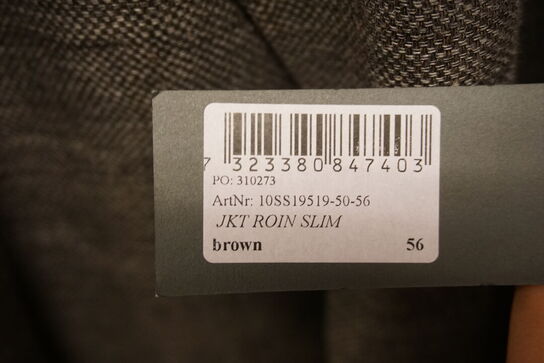 7 323380 847403
PO: 310273
ArtNr: 10SS19519-50-56
JKT ROIN SLIM
brown 56